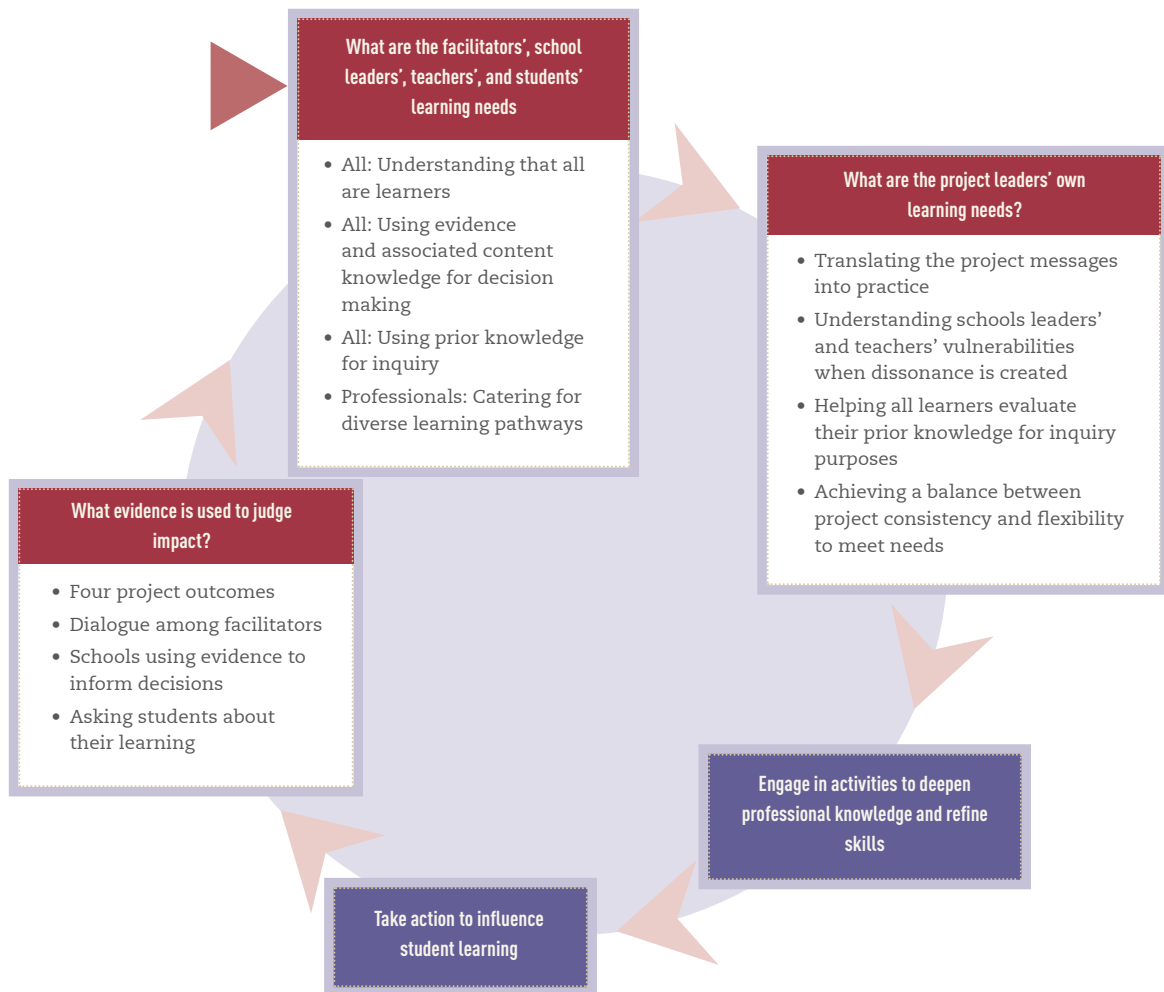 What are the facilitators’, school
leaders’, teachers’, and students’
learning needs
• All: Understanding that all
are learners
• All: Using evidence
and associated content
knowledge for decision
making
• All: Using prior knowledge
for inquiry
• Professionals: Catering for
diverse learning pathways
What are the project leaders’ own
learning needs?
• Translating the project messages
into practice
• Understanding schools leaders’
and teachers’ vulnerabilities
when dissonance is created
• Helping all learners evaluate
their prior knowledge for inquiry
purposes
• Achieving a balance between
project consistency and flexibility
to meet needs
Engage in activities to deepen
professional knowledge and refine
skills
Take action to influence
student learning
What evidence is used to judge
impact?
• Four project outcomes
• Dialogue among facilitators
• Schools using evidence to
inform decisions
• Asking students about
their learning